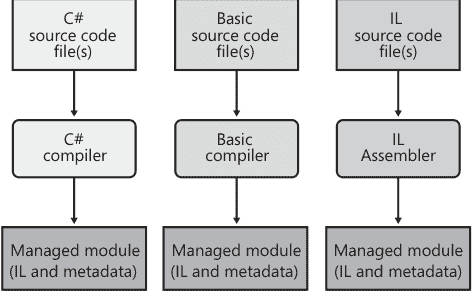 C#
source code
file(s)
Basic
source code
file(s)
IL
source code
file(s)
C#
compiler
Basic
compiler
IL
Assembler
Managed module
(IL and metadata)
Managed module
(IL and metadata)
Managed module
(IL and metadata)